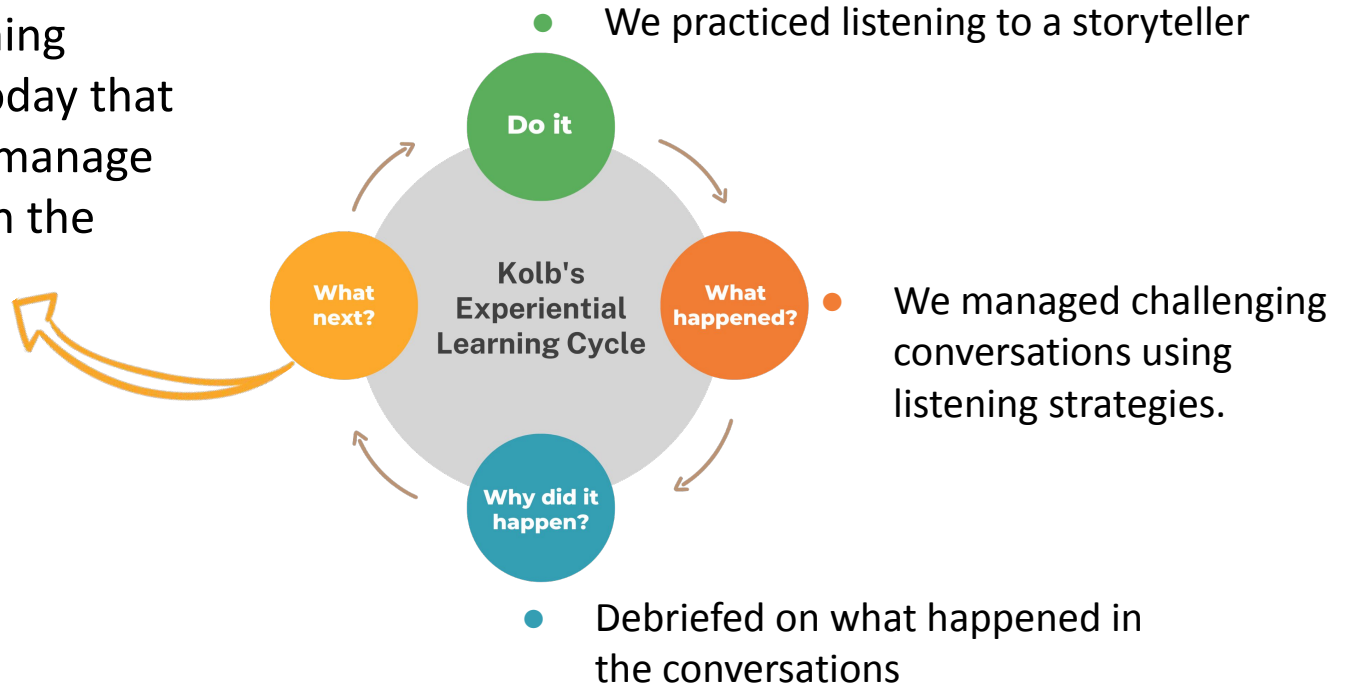 ning
oday that
manage
n the
We practiced listening to a storyteller
Do it
What
happened?
We managed challenging
conversations using
listening strategies.
Why did it
happen?
Debriefed on what happened in
the conversations
What
next?
Kolb's
Experiential
Learning Cycle